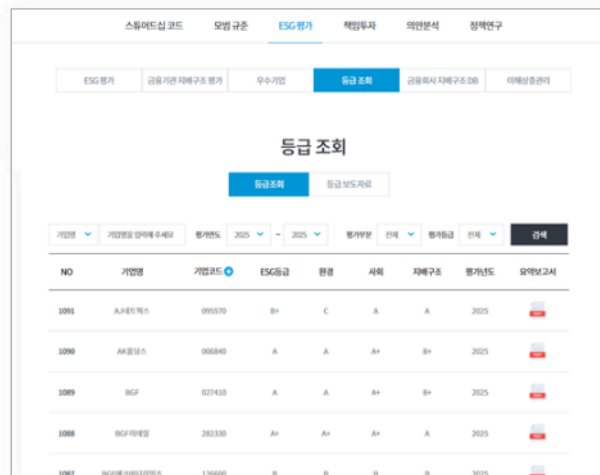 스튜어드십 코드 모범 규준 ESG 평가 책임투자 의안분석 정책연구
ESG 평가 금융기관 지배구조 평가 우수기업 등급 조회 금융회사 지배구조 DB 이해상충관리
등급 조회
등급조회 등급 보도자료
기업명 기업명을 입력해 주세요 평가연도 2025 ~ 2025 평가부문 전체 평가등급 전체 검색
NO 기업명 기업코드 ESG등급 환경 사회 지배구조 평가년도 요약보고서
1091 AJ네트웍스 095570 B+ C A A 2025
1090 AK홀딩스 006840 A A A+ B+ 2025
1089 BGF 027410 A A A+ B+ 2025
1088 BGF리테일 282330 A+ A+ A+ A 2025
1087 126600 B B B B 2025